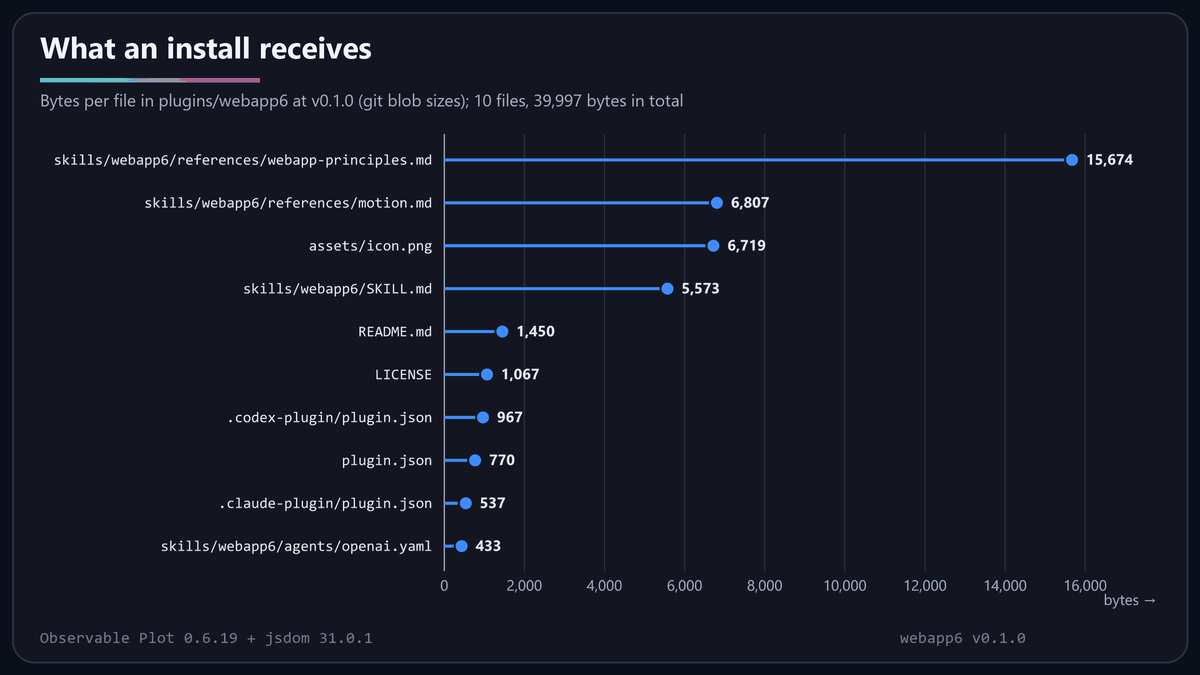 What an install receives
Bytes per file in plugins/webapp6 at v0.1.0 (git blob sizes); 10 files, 39,997 bytes in total
skills/webapp6/references/webapp-principles.md 15,674
skills/webapp6/references/motion.md 6,807
assets/icon.png 6,719
skills/webapp6/SKILL.md 5,573
README.md 1,450
LICENSE 1,067
.codex-plugin/plugin.json 967
plugin.json 770
.claude-plugin/plugin.json 537
skills/webapp6/agents/openai.yaml 433
0 2,000 4,000 6,000 8,000 10,000 12,000 14,000 16,000
bytes →
Observable Plot 0.6.19 + jsdom 31.0.1 webapp6 v0.1.0